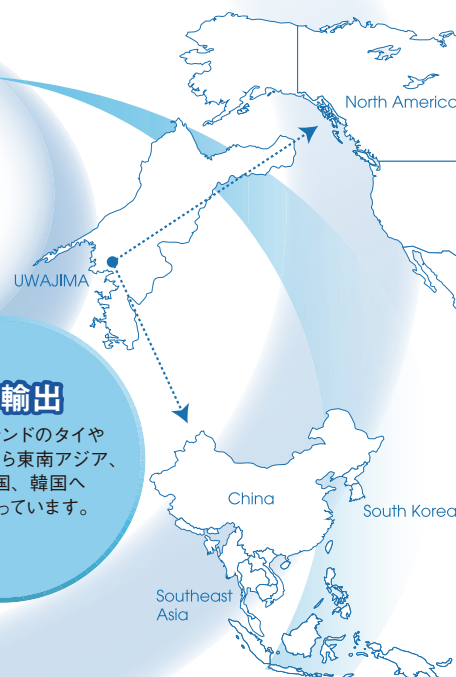 North America
UWAJIMA
輸出
ンドのタイや
ら東南アジア、
国、韓国へ
っています。
China
South Korea
Southeast
Asia